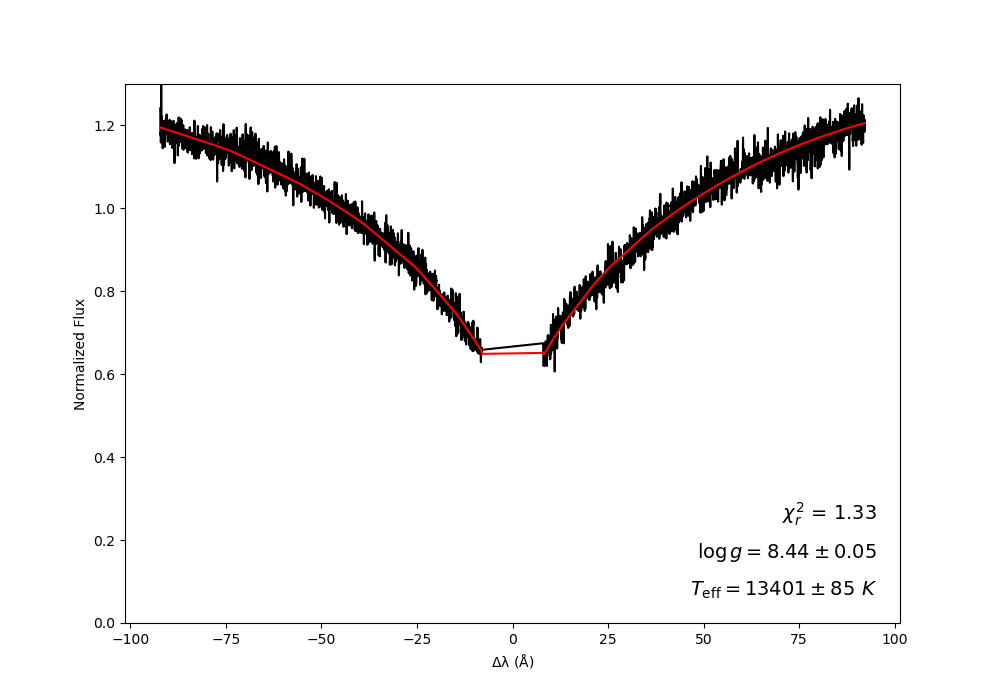 1.2
1.0
0.8
0.6
0.4
0.2
0.0
Normalized Flux
χ²ᵣ = 1.33
log g = 8.44 ± 0.05
T_eff = 13401 ± 85 K
−100 −75 −50 −25 0 25 50 75 100
Δλ (Å)